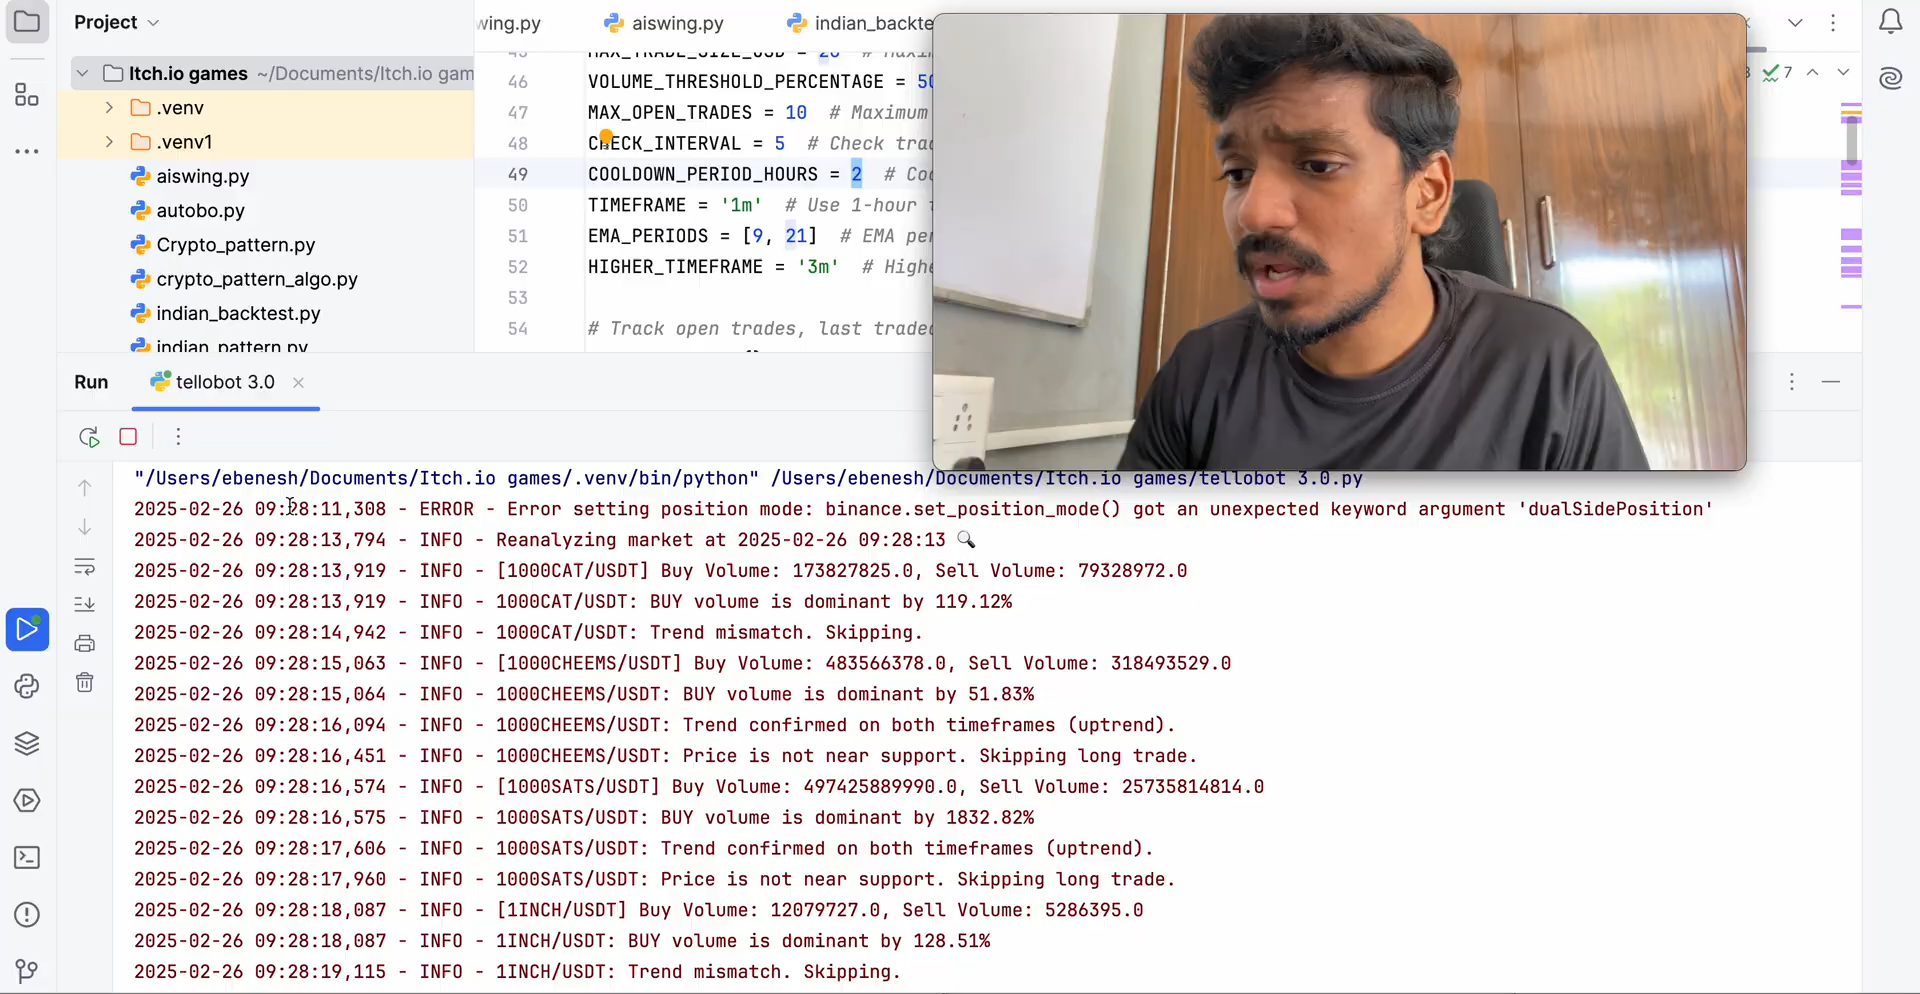 Project
wing.py
aiswing.py
indian_backte
Itch.io games ~/Documents/Itch.io gam
.venv
.venv1
aiswing.py
autobo.py
Crypto_pattern.py
crypto_pattern_algo.py
indian_backtest.py
indian_pattern.py
46 VOLUME_THRESHOLD_PERCENTAGE = 50
47 MAX_OPEN_TRADES = 10 # Maximum
48 CHECK_INTERVAL = 5 # Check trad
49 COOLDOWN_PERIOD_HOURS = 2 # Coo
50 TIMEFRAME = '1m' # Use 1-hour
51 EMA_PERIODS = [9, 21] # EMA per
52 HIGHER_TIMEFRAME = '3m' # Highe
53
54 # Track open trades, last traded
7
Run
tellobot 3.0
"/Users/ebenesh/Documents/Itch.io games/.venv/bin/python" /Users/ebenesh/Documents/Itch.io games/tellobot 3.0.py
2025-02-26 09:28:11,308 - ERROR - Error setting position mode: binance.set_position_mode() got an unexpected keyword argument 'dualSidePosition'
2025-02-26 09:28:13,794 - INFO - Reanalyzing market at 2025-02-26 09:28:13 🔍
2025-02-26 09:28:13,919 - INFO - [1000CAT/USDT] Buy Volume: 173827825.0, Sell Volume: 79328972.0
2025-02-26 09:28:13,919 - INFO - 1000CAT/USDT: BUY volume is dominant by 119.12%
2025-02-26 09:28:14,942 - INFO - 1000CAT/USDT: Trend mismatch. Skipping.
2025-02-26 09:28:15,063 - INFO - [1000CHEEMS/USDT] Buy Volume: 483566378.0, Sell Volume: 318493529.0
2025-02-26 09:28:15,064 - INFO - 1000CHEEMS/USDT: BUY volume is dominant by 51.83%
2025-02-26 09:28:16,094 - INFO - 1000CHEEMS/USDT: Trend confirmed on both timeframes (uptrend).
2025-02-26 09:28:16,451 - INFO - 1000CHEEMS/USDT: Price is not near support. Skipping long trade.
2025-02-26 09:28:16,574 - INFO - [1000SATS/USDT] Buy Volume: 497425889990.0, Sell Volume: 25735814814.0
2025-02-26 09:28:16,575 - INFO - 1000SATS/USDT: BUY volume is dominant by 1832.82%
2025-02-26 09:28:17,606 - INFO - 1000SATS/USDT: Trend confirmed on both timeframes (uptrend).
2025-02-26 09:28:17,960 - INFO - 1000SATS/USDT: Price is not near support. Skipping long trade.
2025-02-26 09:28:18,087 - INFO - [1INCH/USDT] Buy Volume: 12079727.0, Sell Volume: 5286395.0
2025-02-26 09:28:18,087 - INFO - 1INCH/USDT: BUY volume is dominant by 128.51%
2025-02-26 09:28:19,115 - INFO - 1INCH/USDT: Trend mismatch. Skipping.